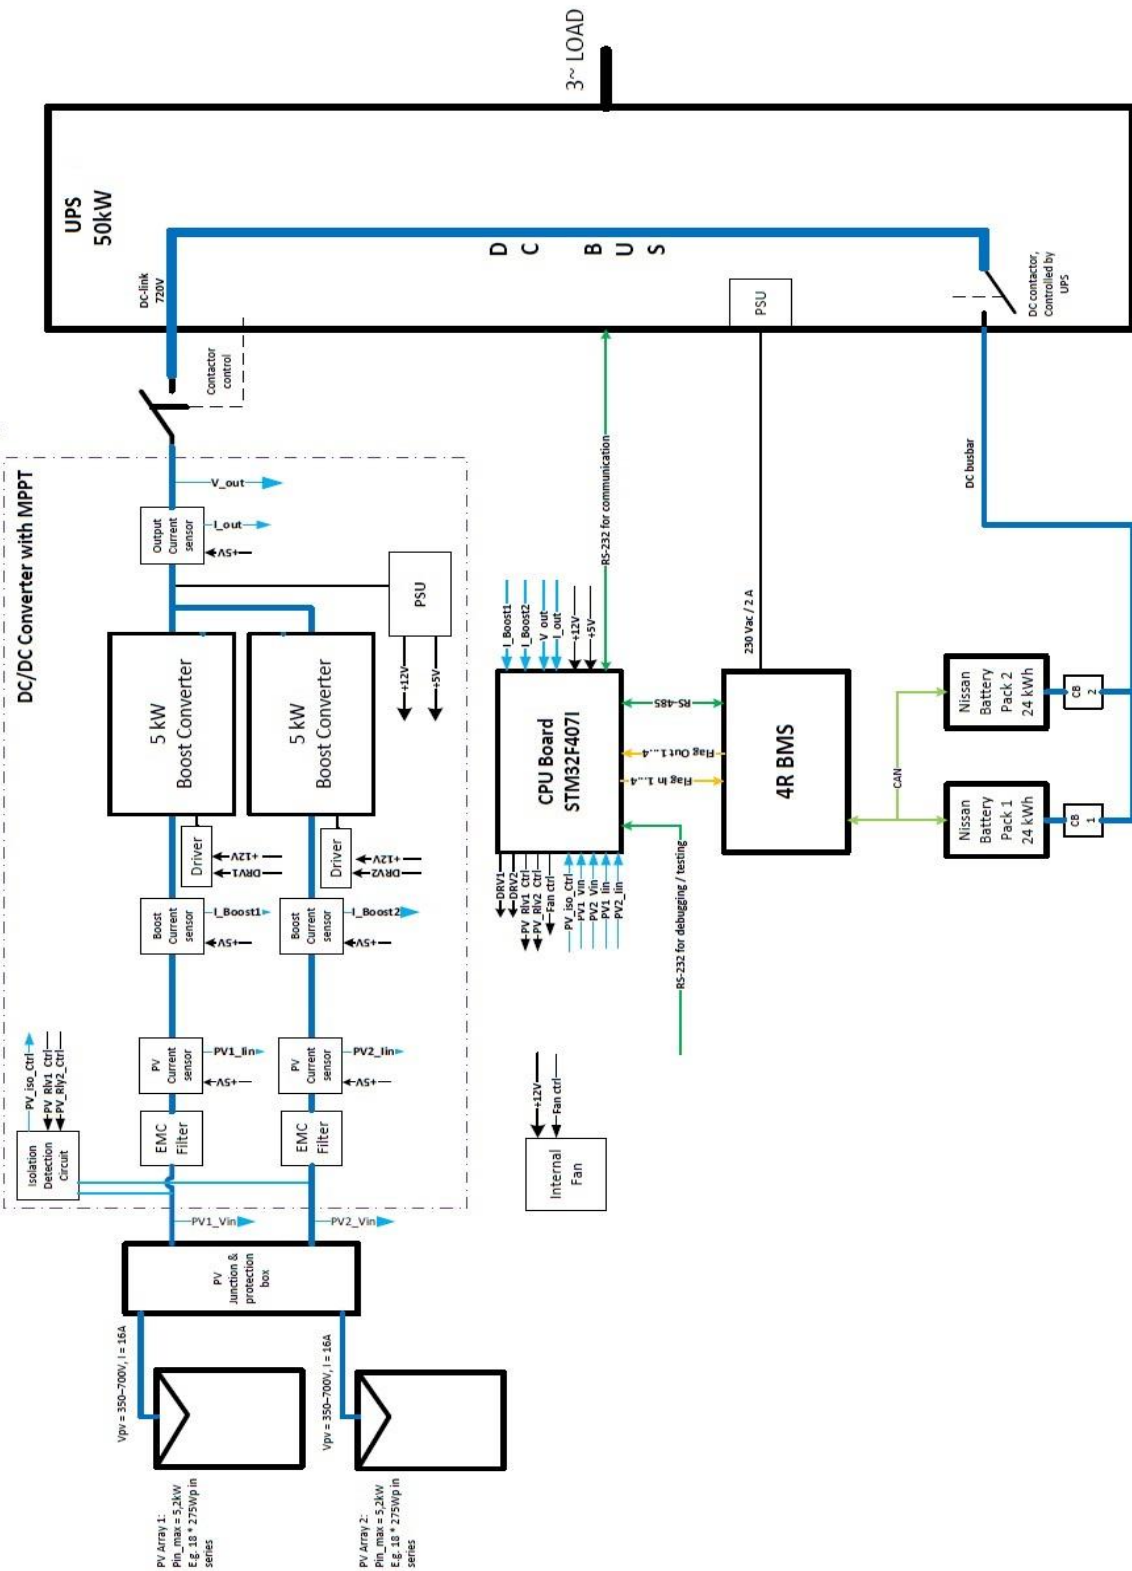 PV Array 1:
Pin_max = 5,2kW
E.g. 18 * 275Wp in
series
Vpv = 350–700V, I = 16A
PV Array 2:
Pin_max = 5,2kW
E.g. 18 * 275Wp in
series
Vpv = 350–700V, I = 16A
PV
Junction &
protection
box
PV1_Vin
PV2_Vin
DC/DC Converter with MPPT
Isolation
Detection
Circuit
PV_iso_Ctrl
PV_Rlv1_Ctrl
PV_Rly2_Ctrl
EMC
Filter
EMC
Filter
PV
Current
sensor
+5V
PV1_Iin
PV
Current
sensor
+5V
PV2_Iin
Boost
Current
sensor
+5V
I_Boost1
Boost
Current
sensor
+5V
I_Boost2
Driver
DRV1
+12V
Driver
DRV2
+12V
5 kW
Boost Converter
5 kW
Boost Converter
PSU
+12V
+5V
Output
Current
sensor
+5V
I_out
V_out
Contactor
control
DC-link
720V
UPS
50kW
DC BUS
PSU
DC contactor,
Controlled by
UPS
3~ LOAD
Internal
Fan
+12V
Fan ctrl
RS-232 for debugging / testing
DRV1
DRV2
PV_Rlv1_Ctrl
PV_Rlv2_Ctrl
Fan ctrl
PV_iso_Ctrl
PV1_Vin
PV2_Vin
PV1_Iin
PV2_Iin
CPU Board
STM32F407I
I_Boost1
I_Boost2
V_out
I_out
+12V
+5V
RS-232 for communication
Flag In 1...4
Flag Out 1...4
RS-485
4R BMS
230 Vac / 2 A
CAN
Nissan
Battery
Pack 1
24 kWh
CB
1
Nissan
Battery
Pack 2
24 kWh
CB
2
DC busbar